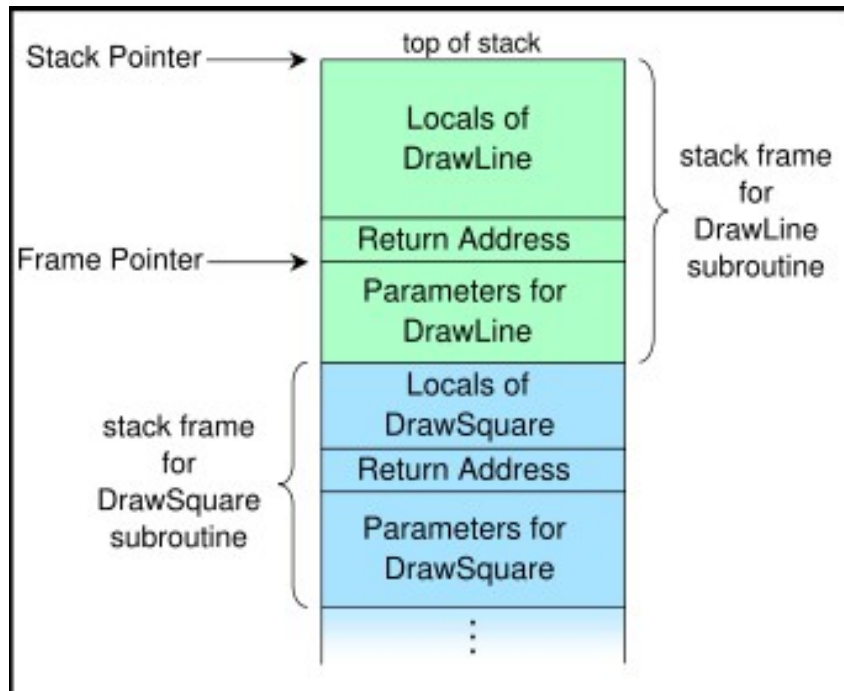 top of stack
Stack Pointer
Locals of
DrawLine
stack frame
for
DrawLine
subroutine
Return Address
Frame Pointer
Parameters for
DrawLine
Locals of
DrawSquare
stack frame
for
DrawSquare
subroutine
Return Address
Parameters for
DrawSquare